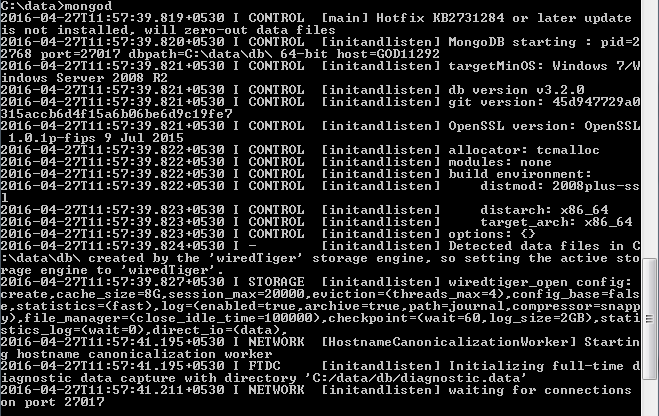 C:\data>mongod
2016-04-27T11:57:39.819+0530 I CONTROL  [main] Hotfix KB2731284 or later update
is not installed, will zero-out data files
2016-04-27T11:57:39.820+0530 I CONTROL  [initandlisten] MongoDB starting : pid=2
2768 port=27017 dbpath=C:\data\db\ 64-bit host=GOD11292
2016-04-27T11:57:39.821+0530 I CONTROL  [initandlisten] targetMinOS: Windows 7/W
indows Server 2008 R2
2016-04-27T11:57:39.821+0530 I CONTROL  [initandlisten] db version v3.2.0
2016-04-27T11:57:39.821+0530 I CONTROL  [initandlisten] git version: 45d947729a0
315accb6d4f15a6b06be6d9c19fe7
2016-04-27T11:57:39.821+0530 I CONTROL  [initandlisten] OpenSSL version: OpenSSL
 1.0.1p-fips 9 Jul 2015
2016-04-27T11:57:39.822+0530 I CONTROL  [initandlisten] allocator: tcmalloc
2016-04-27T11:57:39.822+0530 I CONTROL  [initandlisten] modules: none
2016-04-27T11:57:39.822+0530 I CONTROL  [initandlisten] build environment:
2016-04-27T11:57:39.822+0530 I CONTROL  [initandlisten]     distmod: 2008plus-ss
l
2016-04-27T11:57:39.823+0530 I CONTROL  [initandlisten]     distarch: x86_64
2016-04-27T11:57:39.823+0530 I CONTROL  [initandlisten]     target_arch: x86_64
2016-04-27T11:57:39.823+0530 I CONTROL  [initandlisten] options: {}
2016-04-27T11:57:39.824+0530 I -        [initandlisten] Detected data files in C
:\data\db\ created by the 'wiredTiger' storage engine, so setting the active sto
rage engine to 'wiredTiger'.
2016-04-27T11:57:39.827+0530 I STORAGE  [initandlisten] wiredtiger_open config:
create,cache_size=8G,session_max=20000,eviction=(threads_max=4),config_base=fals
e,statistics=(fast),log=(enabled=true,archive=true,path=journal,compressor=snapp
y),file_manager=(close_idle_time=100000),checkpoint=(wait=60,log_size=2GB),stati
stics_log=(wait=0),direct_io=(data),
2016-04-27T11:57:41.195+0530 I NETWORK  [HostnameCanonicalizationWorker] Startin
g hostname canonicalization worker
2016-04-27T11:57:41.195+0530 I FTDC     [initandlisten] Initializing full-time d
iagnostic data capture with directory 'C:/data/db/diagnostic.data'
2016-04-27T11:57:41.211+0530 I NETWORK  [initandlisten] waiting for connections
on port 27017